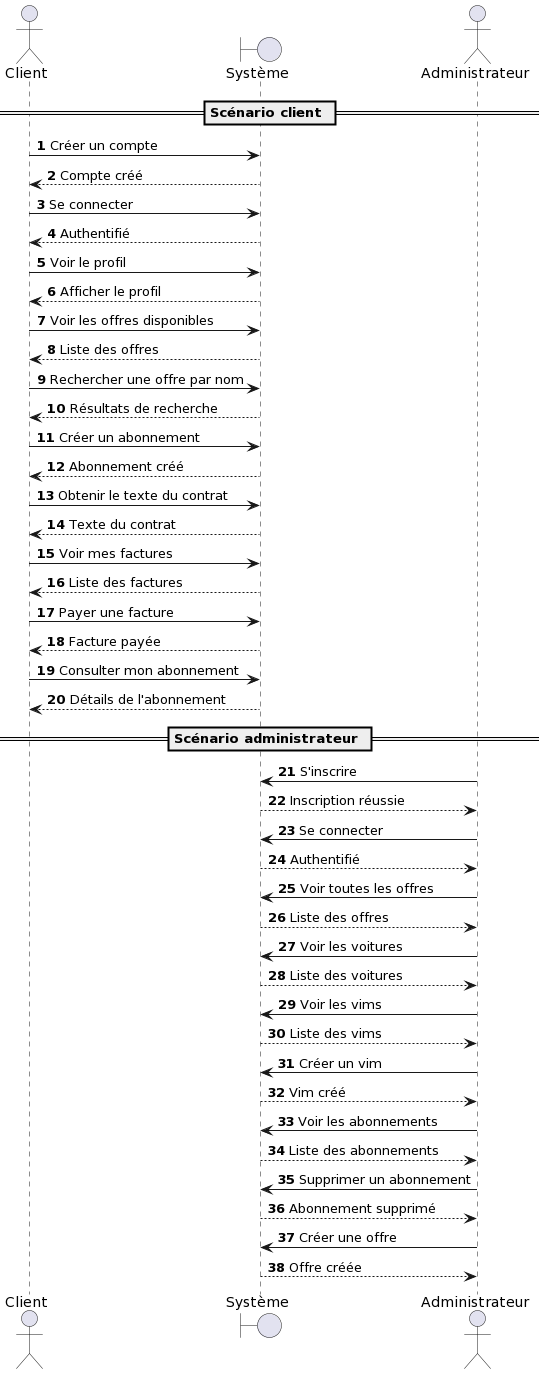 Client
Système
Administrateur
Scénario client
1 Créer un compte
2 Compte créé
3 Se connecter
4 Authentifié
5 Voir le profil
6 Afficher le profil
7 Voir les offres disponibles
8 Liste des offres
9 Rechercher une offre par nom
10 Résultats de recherche
11 Créer un abonnement
12 Abonnement créé
13 Obtenir le texte du contrat
14 Texte du contrat
15 Voir mes factures
16 Liste des factures
17 Payer une facture
18 Facture payée
19 Consulter mon abonnement
20 Détails de l'abonnement
Scénario administrateur
21 S'inscrire
22 Inscription réussie
23 Se connecter
24 Authentifié
25 Voir toutes les offres
26 Liste des offres
27 Voir les voitures
28 Liste des voitures
29 Voir les vims
30 Liste des vims
31 Créer un vim
32 Vim créé
33 Voir les abonnements
34 Liste des abonnements
35 Supprimer un abonnement
36 Abonnement supprimé
37 Créer une offre
38 Offre créée
Client
Système
Administrateur